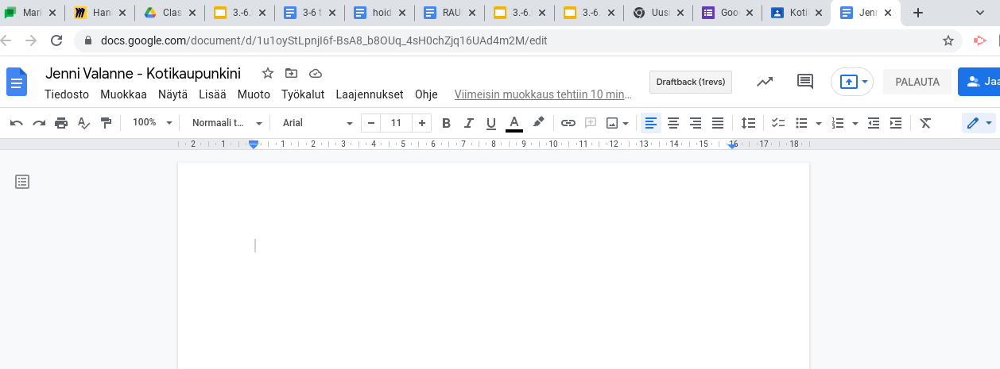 Mari Han Clas 3.-6. 3-6 t hoid RAU 3.-6. 3.-6. Uusi Goo Koti Jenn
docs.google.com/document/d/1u1oyStLpnjI6f-BsA8_b8OUq_4sH0chZjq16UAd4m2M/edit
Jenni Valanne - Kotikaupunkini
Tiedosto Muokkaa Näytä Lisää Muoto Työkalut Laajennukset Ohje Viimeisin muokkaus tehtiin 10 min…
Draftback (1revs) PALAUTA Jaa
100% Normaali t… Arial 11 B I U A
2 1 1 2 3 4 5 6 7 8 9 10 11 12 13 14 15 16 17 18